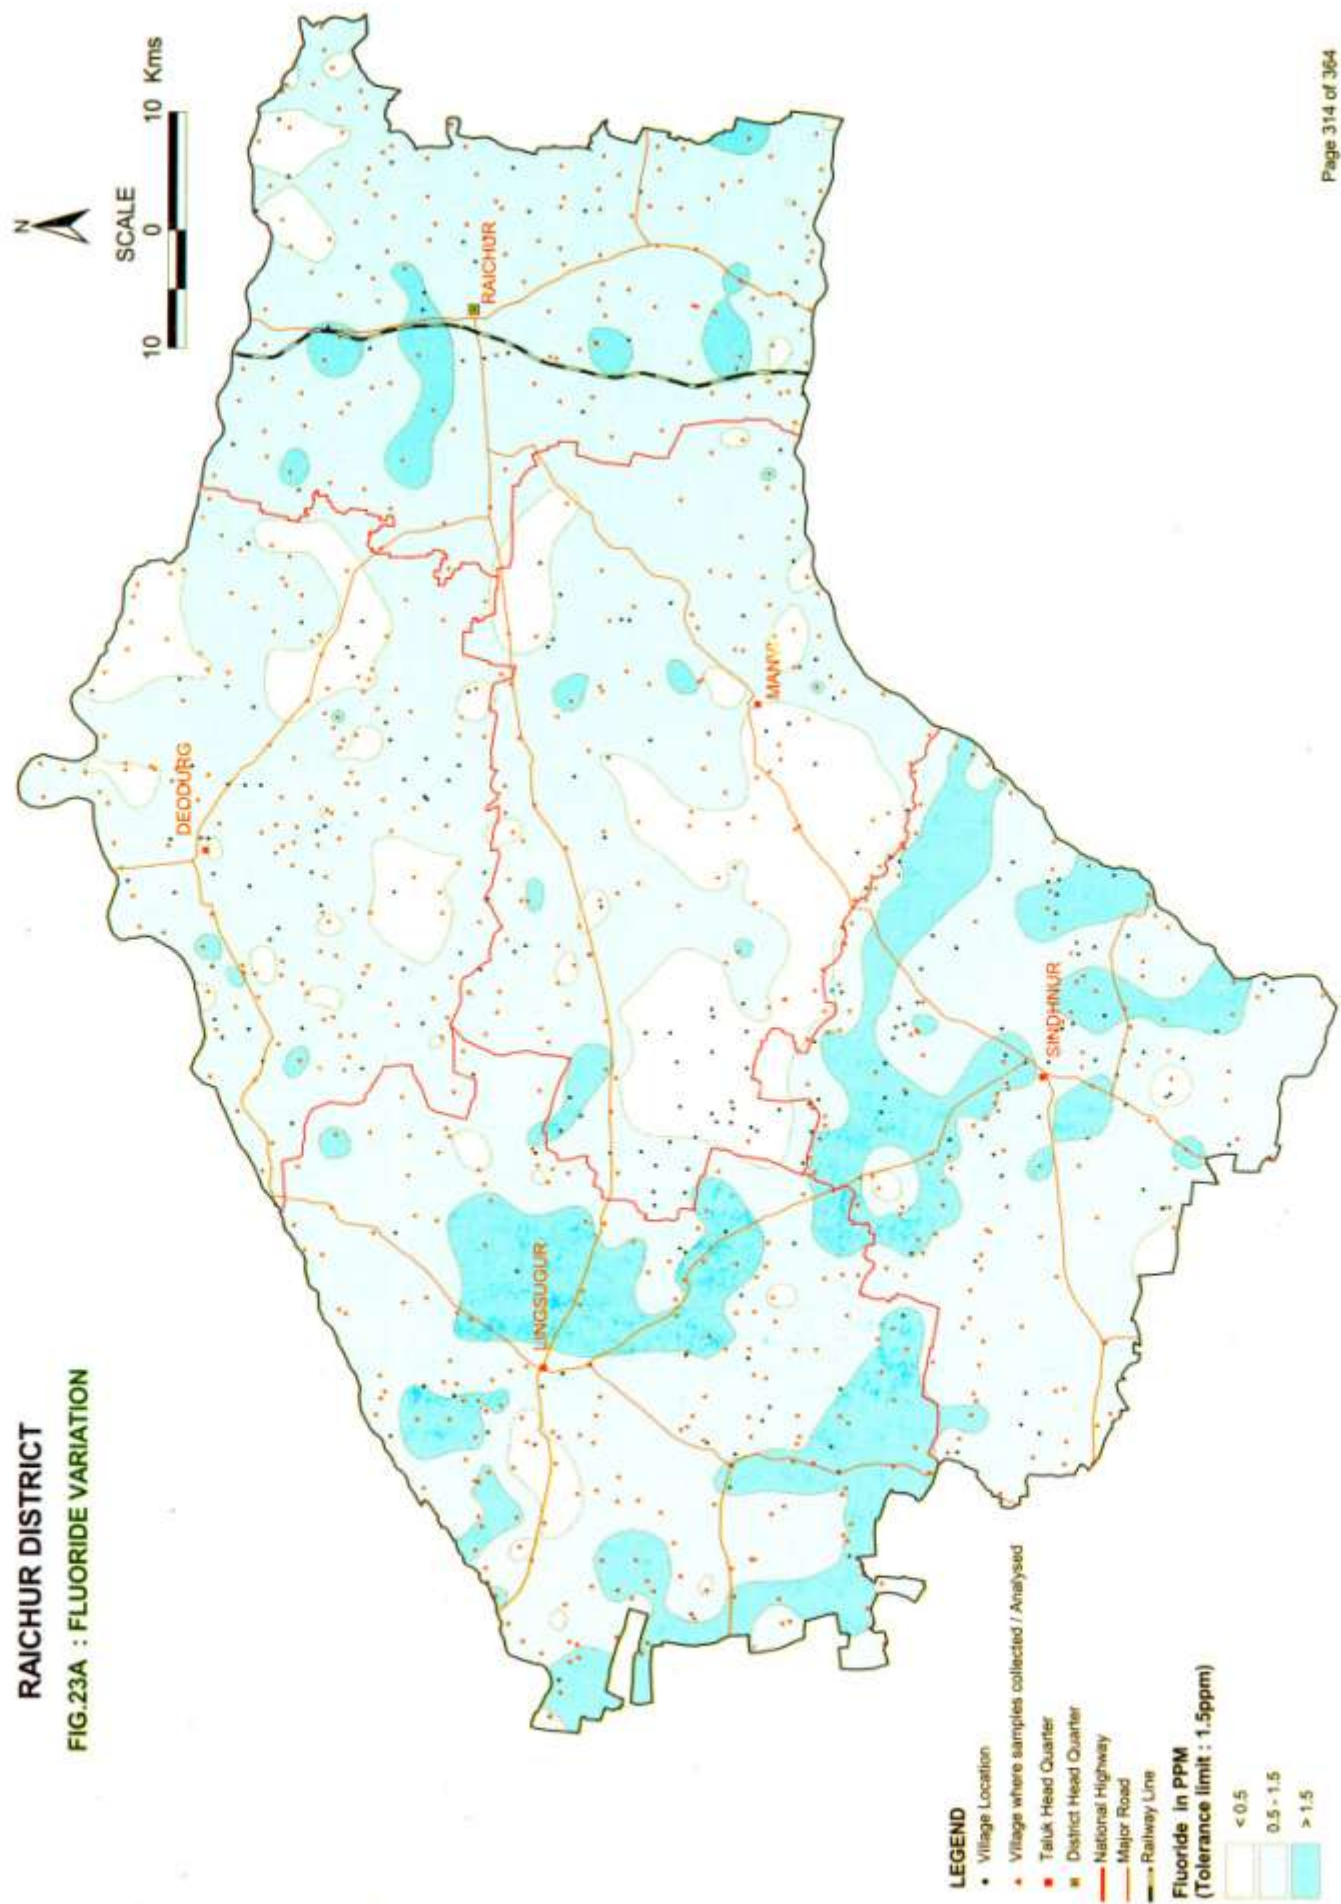 RAICHUR DISTRICT
FIG.23A : FLUORIDE VARIATION
N
SCALE
10 0 10 Kms
DEODURG
RAICHUR
LINGSUGUR
MANVI
SINDHNUR
LEGEND
Village Location
Village where samples collected / Analysed
Taluk Head Quarter
District Head Quarter
National Highway
Major Road
Railway Line
Fluoride in PPM
(Tolerance limit : 1.5ppm)
< 0.5
0.5 - 1.5
> 1.5
Page 314 of 364